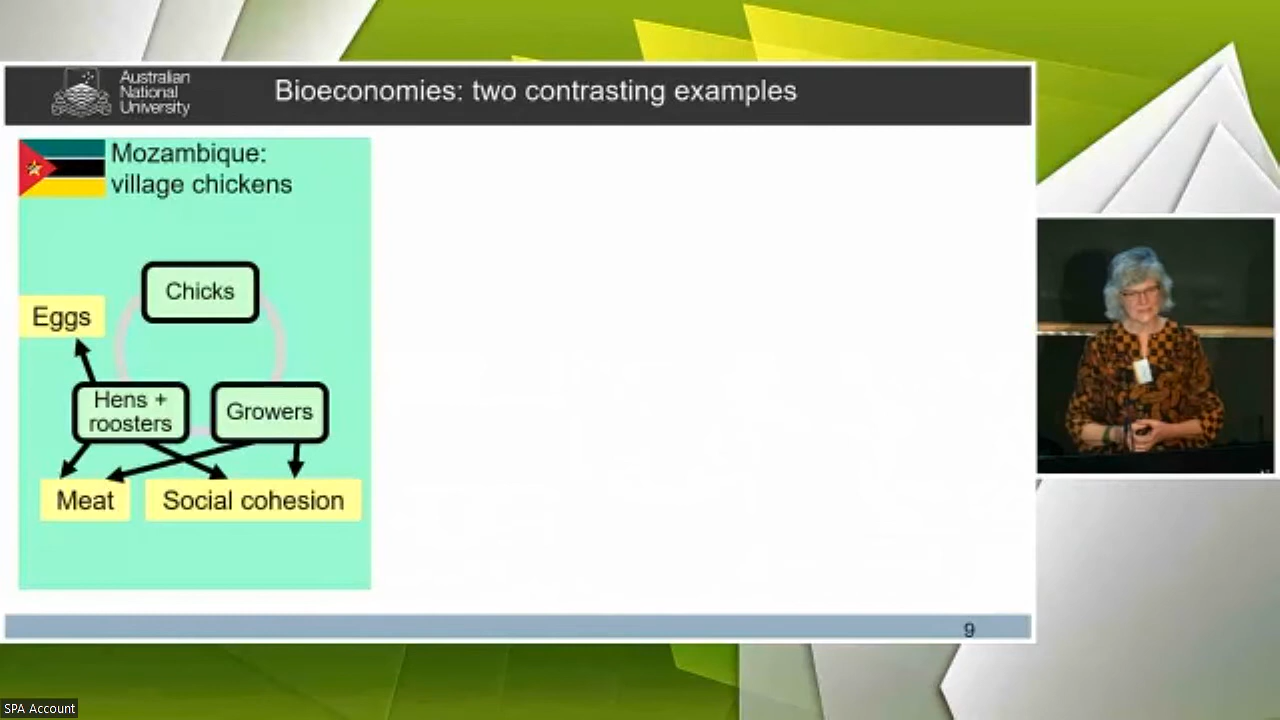 Australian
National
University
Bioeconomies: two contrasting examples
Mozambique:
village chickens
Chicks
Eggs
Hens +
roosters
Growers
Meat
Social cohesion
9
SPA Account